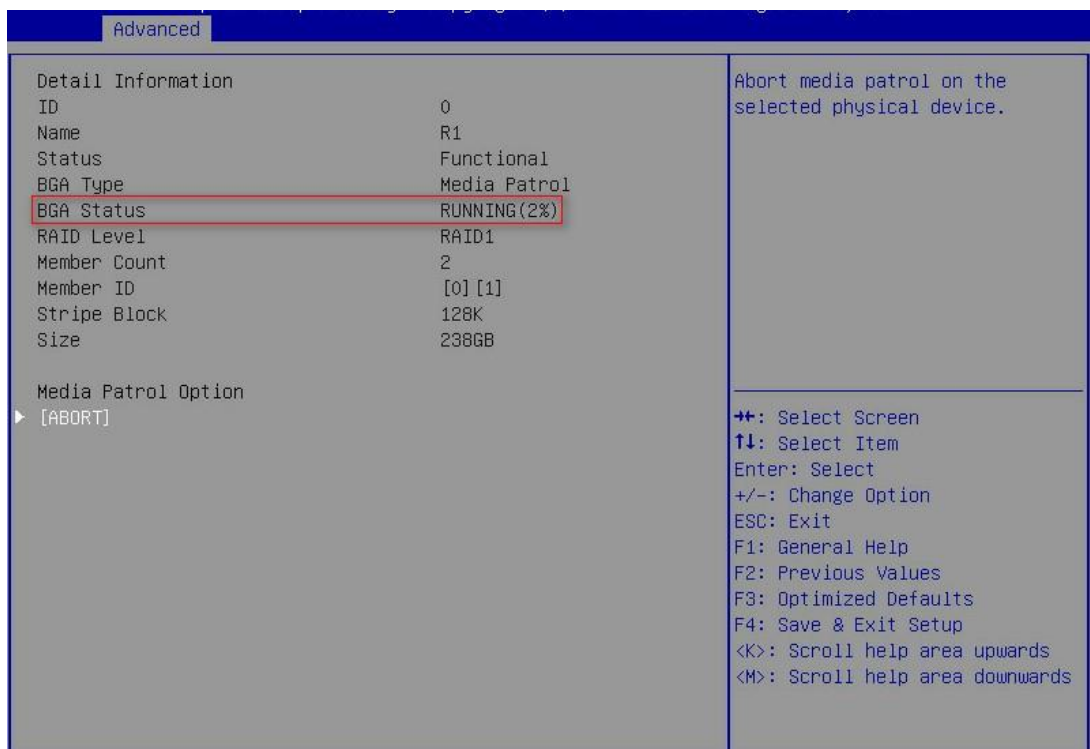 Advanced
Detail Information
ID 0
Name R1
Status Functional
BGA Type Media Patrol
BGA Status RUNNING(2%)
RAID Level RAID1
Member Count 2
Member ID [0][1]
Stripe Block 128K
Size 238GB
Media Patrol Option
▶ [ABORT]
Abort media patrol on the
selected physical device.
→←: Select Screen
↑↓: Select Item
Enter: Select
+/-: Change Option
ESC: Exit
F1: General Help
F2: Previous Values
F3: Optimized Defaults
F4: Save & Exit Setup
<K>: Scroll help area upwards
<M>: Scroll help area downwards